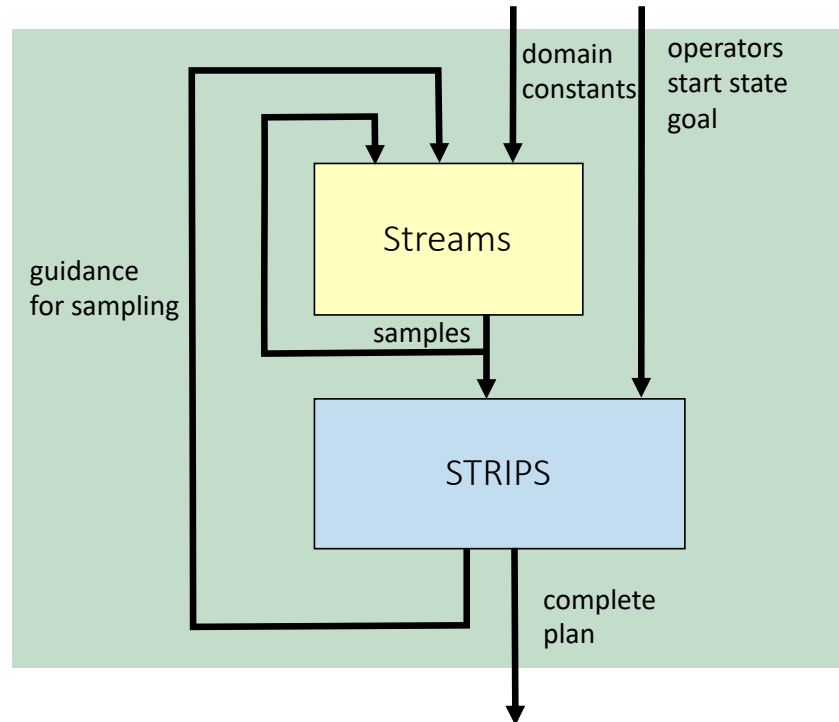 domain
constants
operators
start state
goal
Streams
guidance
for sampling
samples
STRIPS
complete
plan